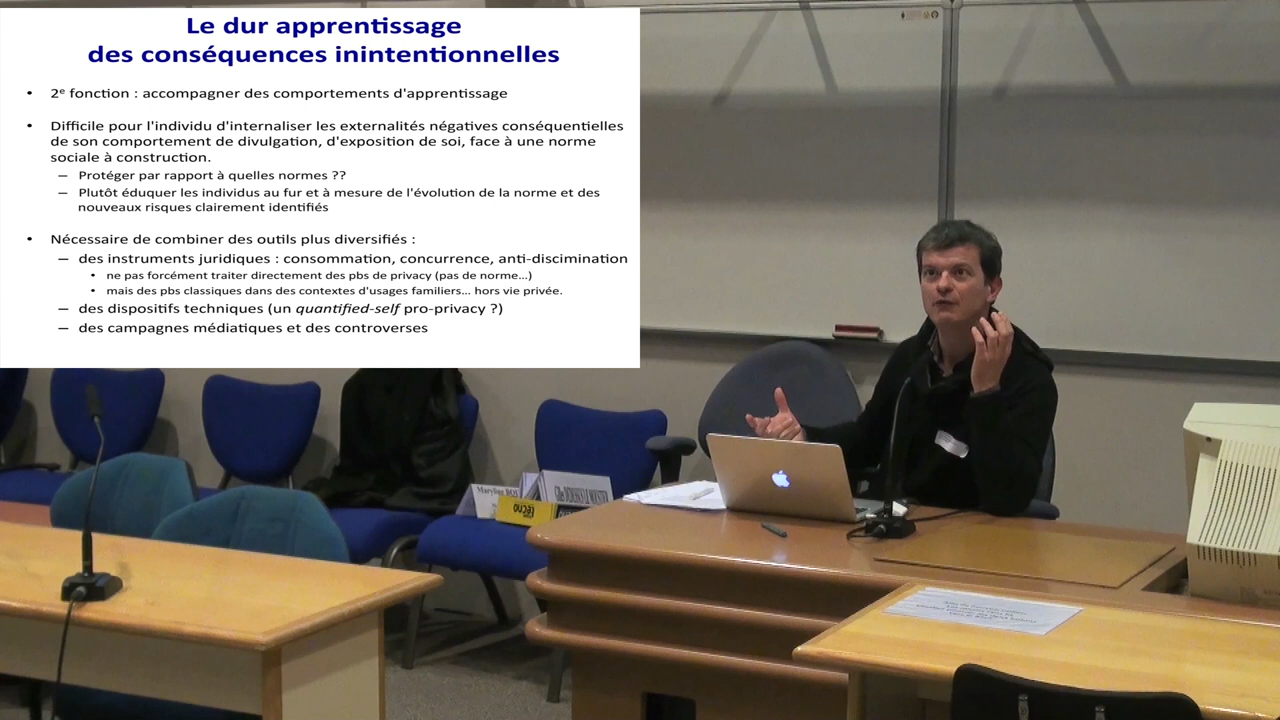 Le dur apprentissage
des conséquences inintentionnelles
• 2e fonction : accompagner des comportements d'apprentissage
• Difficile pour l'individu d'internaliser les externalités négatives conséquentielles
de son comportement de divulgation, d'exposition de soi, face à une norme
sociale à construction.
– Protéger par rapport à quelles normes ??
– Plutôt éduquer les individus au fur et à mesure de l'évolution de la norme et des
nouveaux risques clairement identifiés
• Nécessaire de combiner des outils plus diversifiés :
– des instruments juridiques : consommation, concurrence, anti-discimination
• ne pas forcément traiter directement des pbs de privacy (pas de norme...)
• mais des pbs classiques dans des contextes d'usages familiers... hors vie privée.
– des dispositifs techniques (un quantified-self pro-privacy ?)
– des campagnes médiatiques et des controverses
Maryline